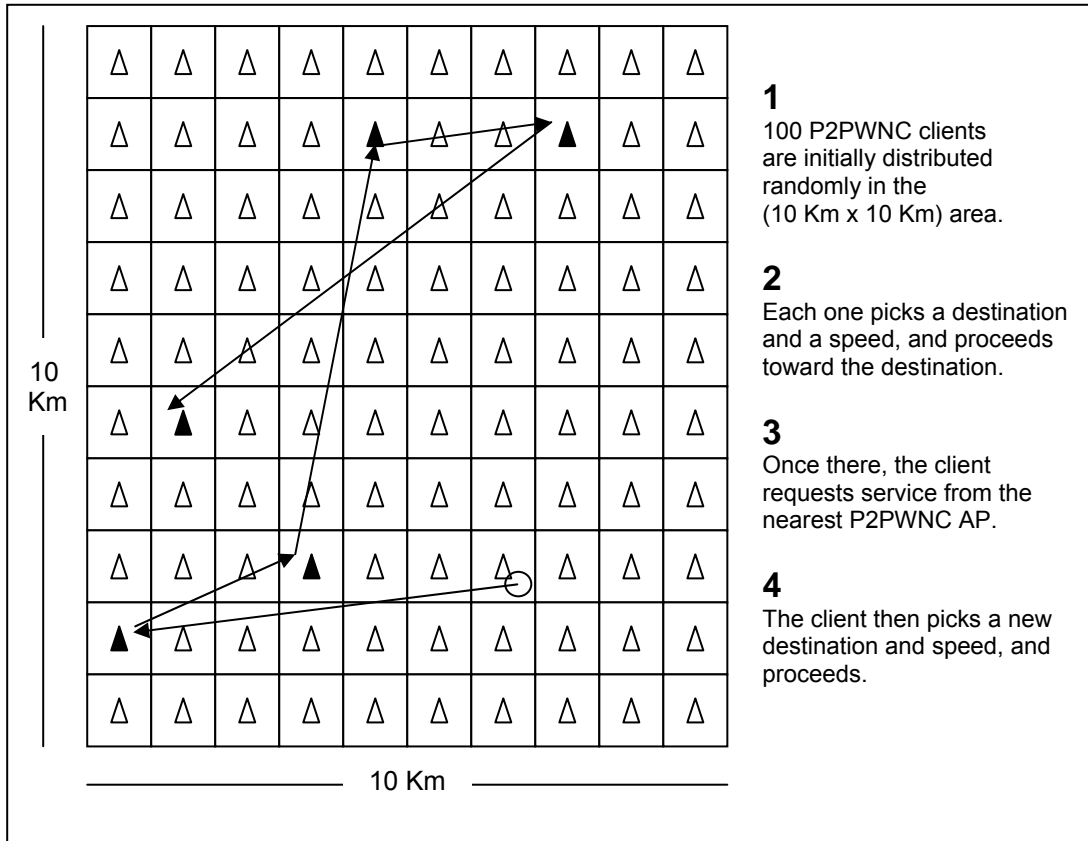 1
100 P2PWNC clients
are initially distributed
randomly in the
(10 Km x 10 Km) area.
2
Each one picks a destination
and a speed, and proceeds
toward the destination.
3
Once there, the client
requests service from the
nearest P2PWNC AP.
4
The client then picks a new
destination and speed, and
proceeds.
10
Km
10 Km